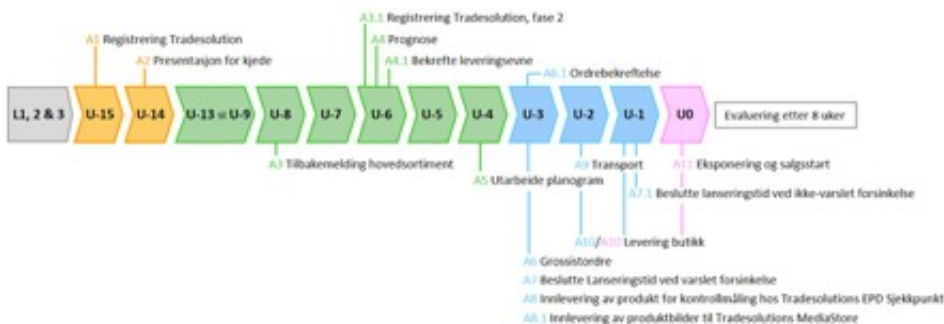 A3.1 Registrering Tradesolution, fase 2
A1 Registrering Tradesolution
A4 Prognose
A2 Presentasjon for kjede
A4.1 Bekrefte leveringsevne
A6.1 Ordrebekreftelse
L1, 2 & 3
U-15
U-14
U-13 til U-9
U-8
U-7
U-6
U-5
U-4
U-3
U-2
U-1
U0
Evaluering etter 8 uker
A3 Tilbakemelding hovedsortiment
A9 Transport
A11 Eksponering og salgsstart
A5 Utarbeide planogram
A7.1 Beslutte lanseringstid ved ikke-varslet forsinkelse
A10/A10 Levering butikk
A6 Grossistordre
A7 Beslutte Lanseringstid ved varslet forsinkelse
A8 Innlevering av produkt for kontrollmåling hos Tradesolutions EPD Sjekkpunkt
A8.1 Innlevering av produktbilder til Tradesolutions MediaStore